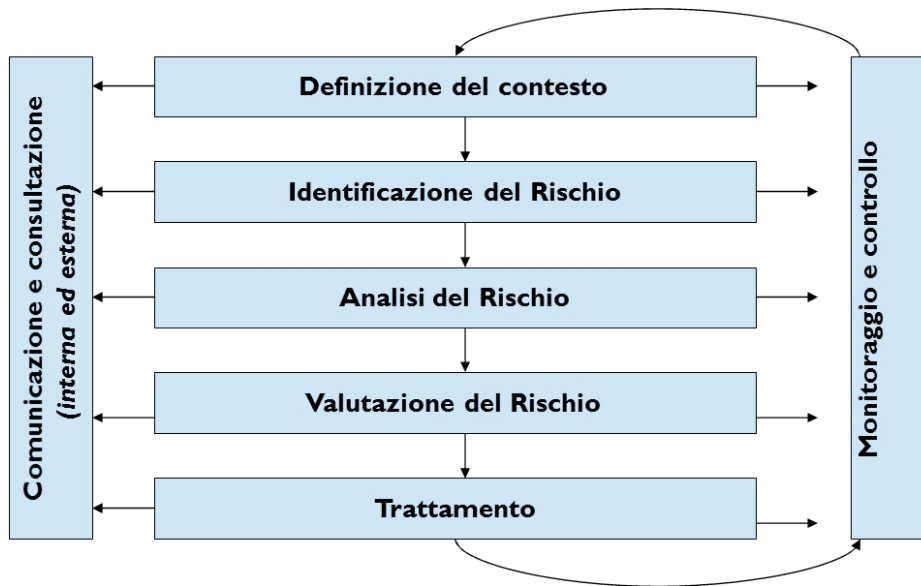 Comunicazione e consultazione
(interna ed esterna)
Definizione del contesto
Identificazione del Rischio
Analisi del Rischio
Valutazione del Rischio
Trattamento
Monitoraggio e controllo